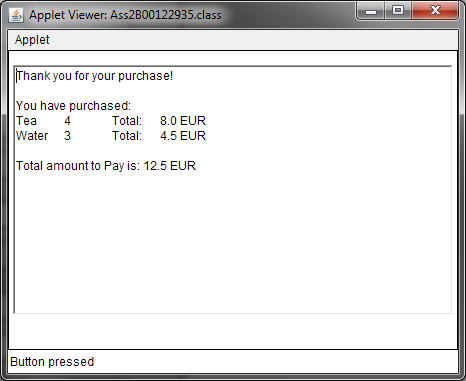 Applet Viewer: Ass2B00122935.class
Applet
Thank you for your purchase!
You have purchased:
Tea 4 Total: 8.0 EUR
Water 3 Total: 4.5 EUR
Total amount to Pay is: 12.5 EUR
Button pressed